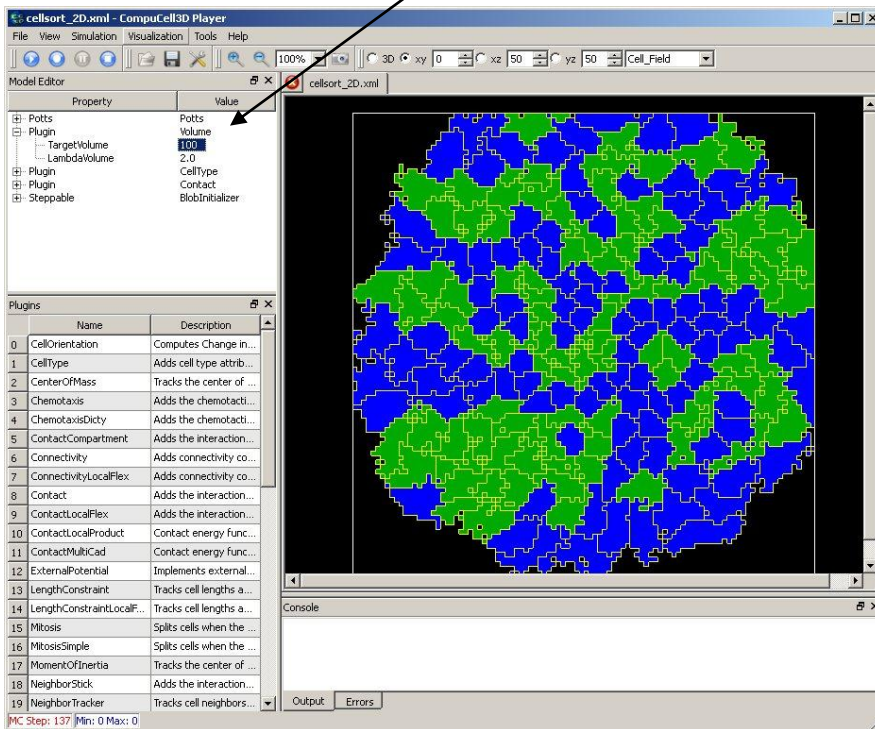 cellsort_2D.xml - CompuCell3D Player
File View Simulation Visualization Tools Help
100% 3D xy 0 xz 50 yz 50 Cell_Field
Model Editor
cellsort_2D.xml
Property Value
Potts Potts
Plugin Volume
TargetVolume 100
LambdaVolume 2.0
Plugin CellType
Plugin Contact
Steppable BlobInitializer
Plugins
Name Description
0 CellOrientation Computes Change in...
1 CellType Adds cell type attrib...
2 CenterOfMass Tracks the center of ...
3 Chemotaxis Adds the chemotacti...
4 ChemotaxisDicty Adds the chemotacti...
5 ContactCompartment Adds the interaction...
6 Connectivity Adds connectivity co...
7 ConnectivityLocalFlex Adds connectivity co...
8 Contact Adds the interaction...
9 ContactLocalFlex Adds the interaction...
10 ContactLocalProduct Contact energy func...
11 ContactMultiCad Contact energy func...
12 ExternalPotential Implements external...
13 LengthConstraint Tracks cell lengths a...
14 LengthConstraintLocalF... Tracks cell lengths a...
15 Mitosis Splits cells when the ...
16 MitosisSimple Splits cells when the ...
17 MomentOfInertia Tracks the center of ...
18 NeighborStick Adds the interaction...
19 NeighborTracker Tracks cell neighbors...
Console
Output Errors
MC Step: 137 Min: 0 Max: 0